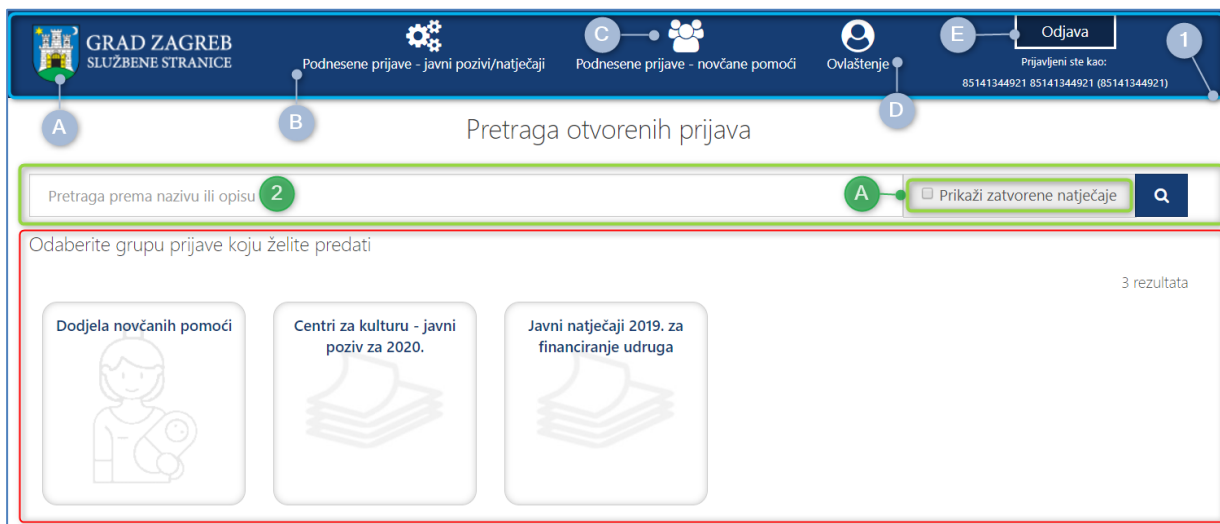 GRAD ZAGREB
SLUŽBENE STRANICE
A
Podnesene prijave - javni pozivi/natječaji
B
C
Podnesene prijave - novčane pomoći
Ovlaštenje
D
E
Odjava
Prijavljeni ste kao:
85141344921 85141344921 (85141344921)
1
Pretraga otvorenih prijava
Pretraga prema nazivu ili opisu
2
A
Prikaži zatvorene natječaje
Odaberite grupu prijave koju želite predati
3 rezultata
Dodjela novčanih pomoći
Centri za kulturu - javni
poziv za 2020.
Javni natječaji 2019. za
financiranje udruga